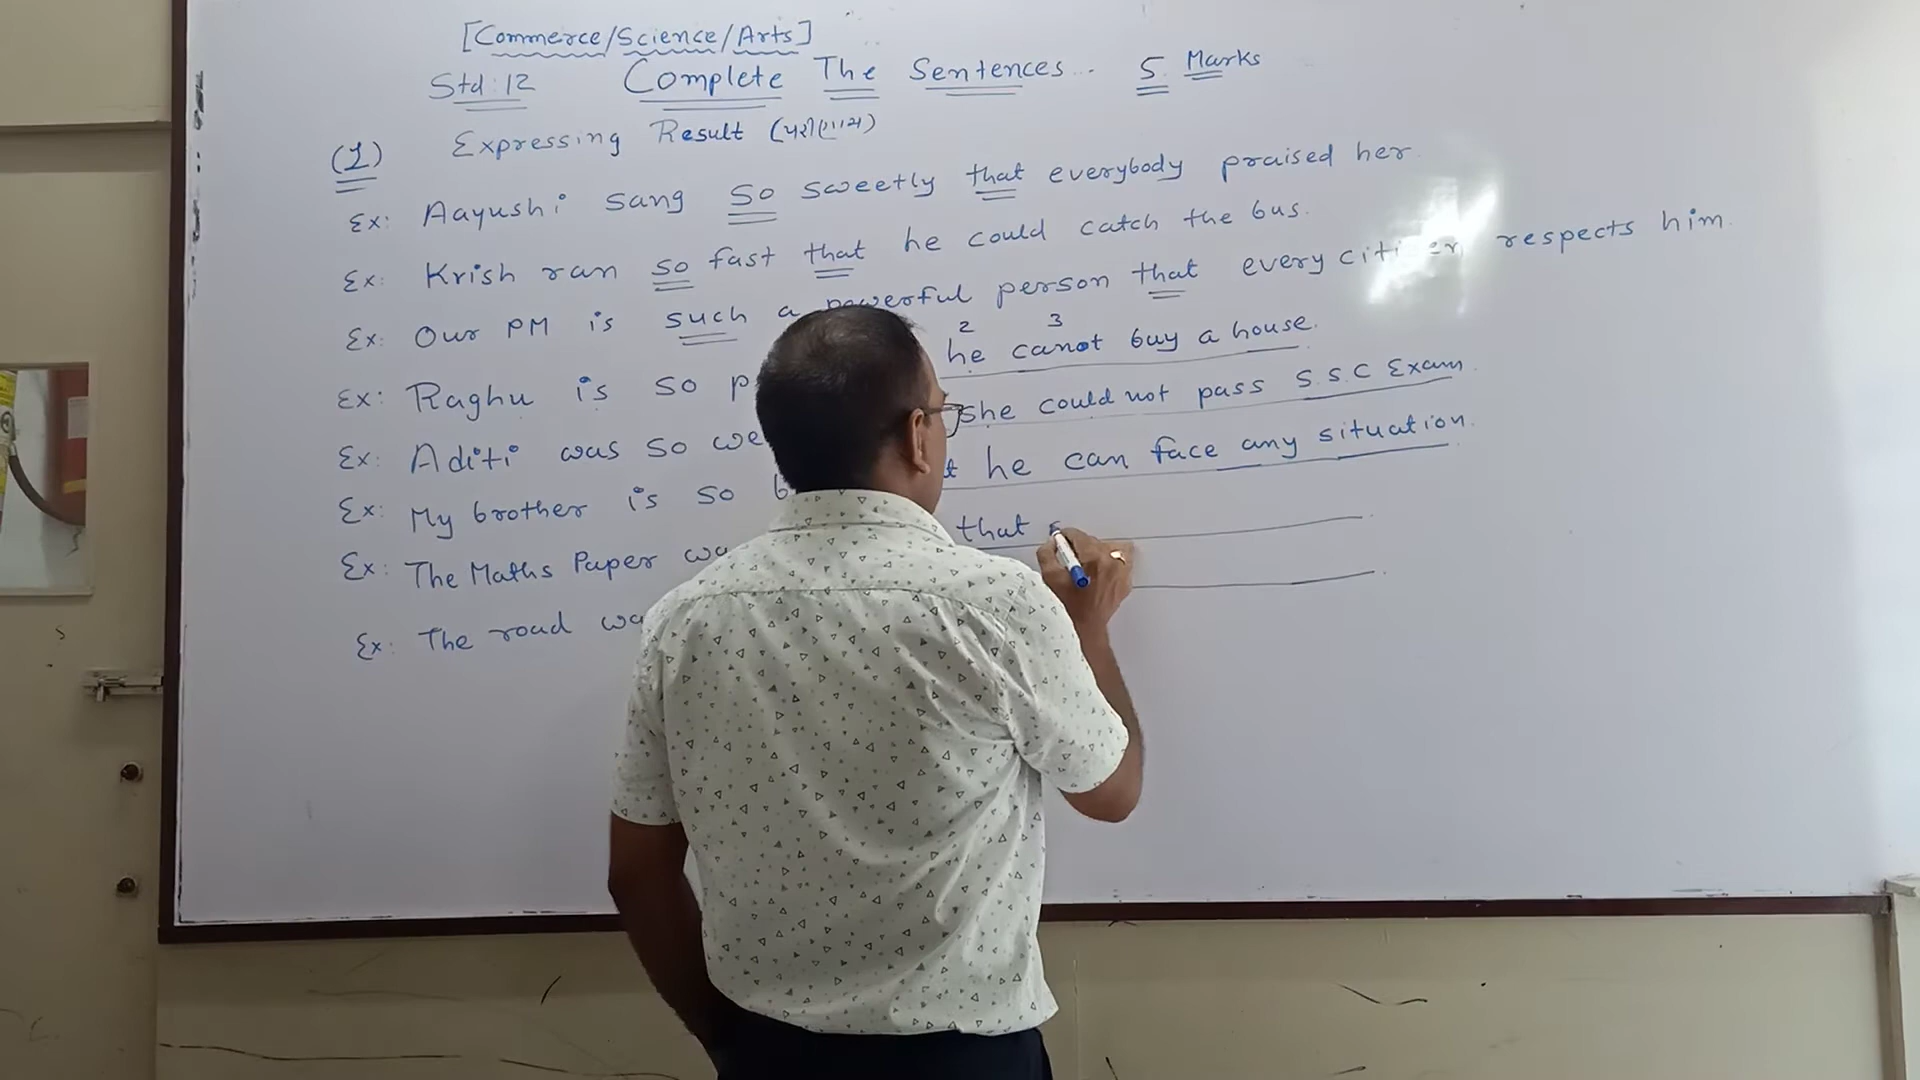 [Commerce/Science/Arts]
Std: 12 Complete The Sentences.. 5 Marks
(1) Expressing Result (પરીણામ)
Ex: Aayushi sang so sweetly that everybody praised her.
Ex: Krish ran so fast that he could catch the bus.
Ex: Our PM is such a powerful person that every citizen respects him.
2 3
Ex: Raghu is so he canot buy a house.
Ex: Aditi was so she could not pass S.S.C Exam.
Ex: My brother is so he can face any situation.
Ex: The Maths Paper that
Ex: The road